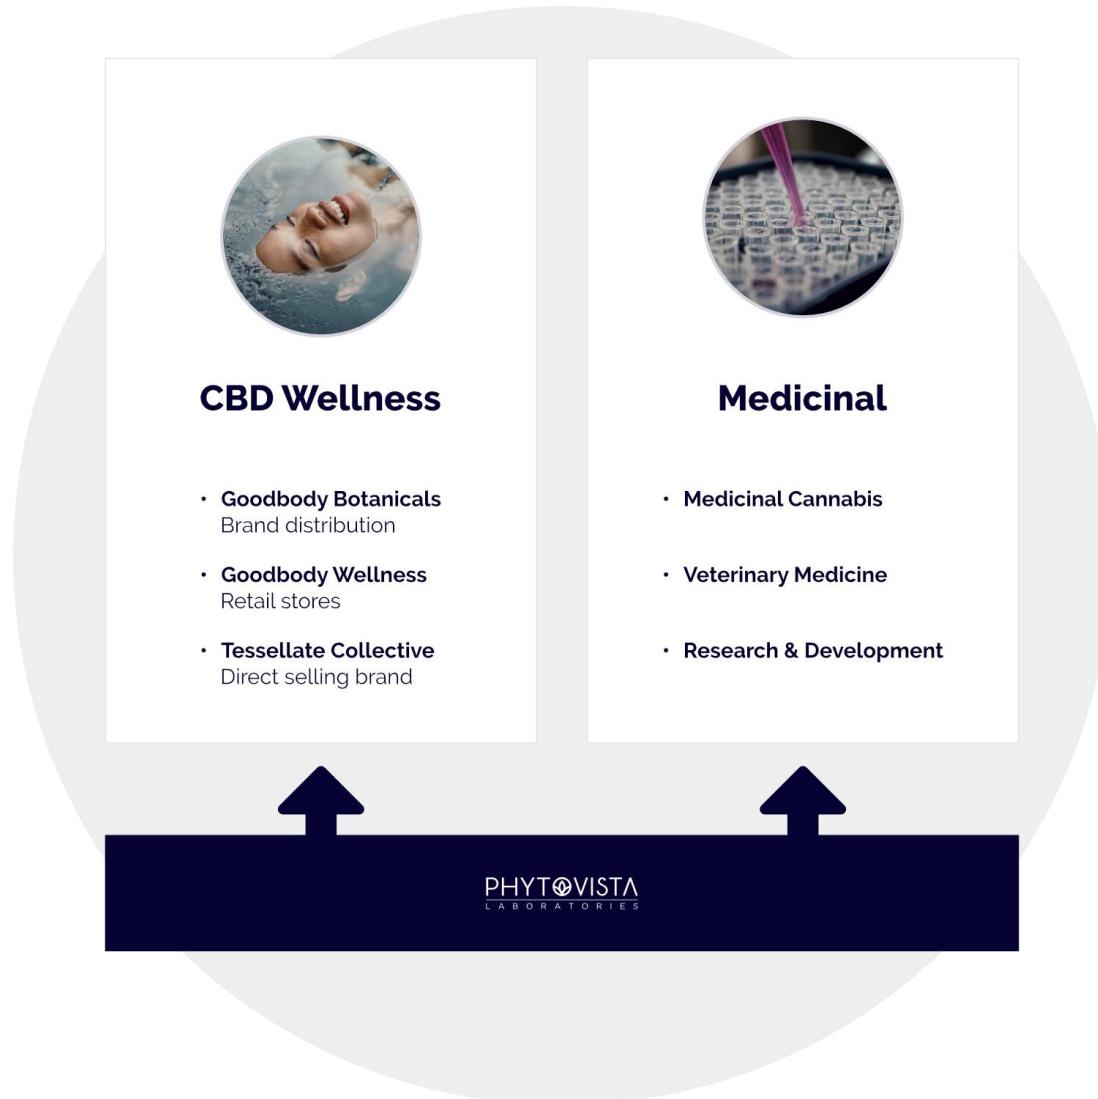 CBD Wellness
• Goodbody Botanicals
Brand distribution
• Goodbody Wellness
Retail stores
• Tessellate Collective
Direct selling brand
Medicinal
• Medicinal Cannabis
• Veterinary Medicine
• Research & Development
PHYTOVISTA
LABORATORIES